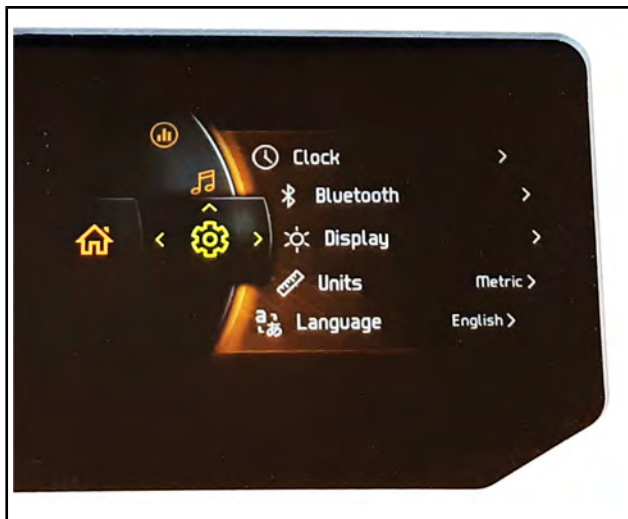 Clock
Bluetooth
Display
Units Metric
Language English